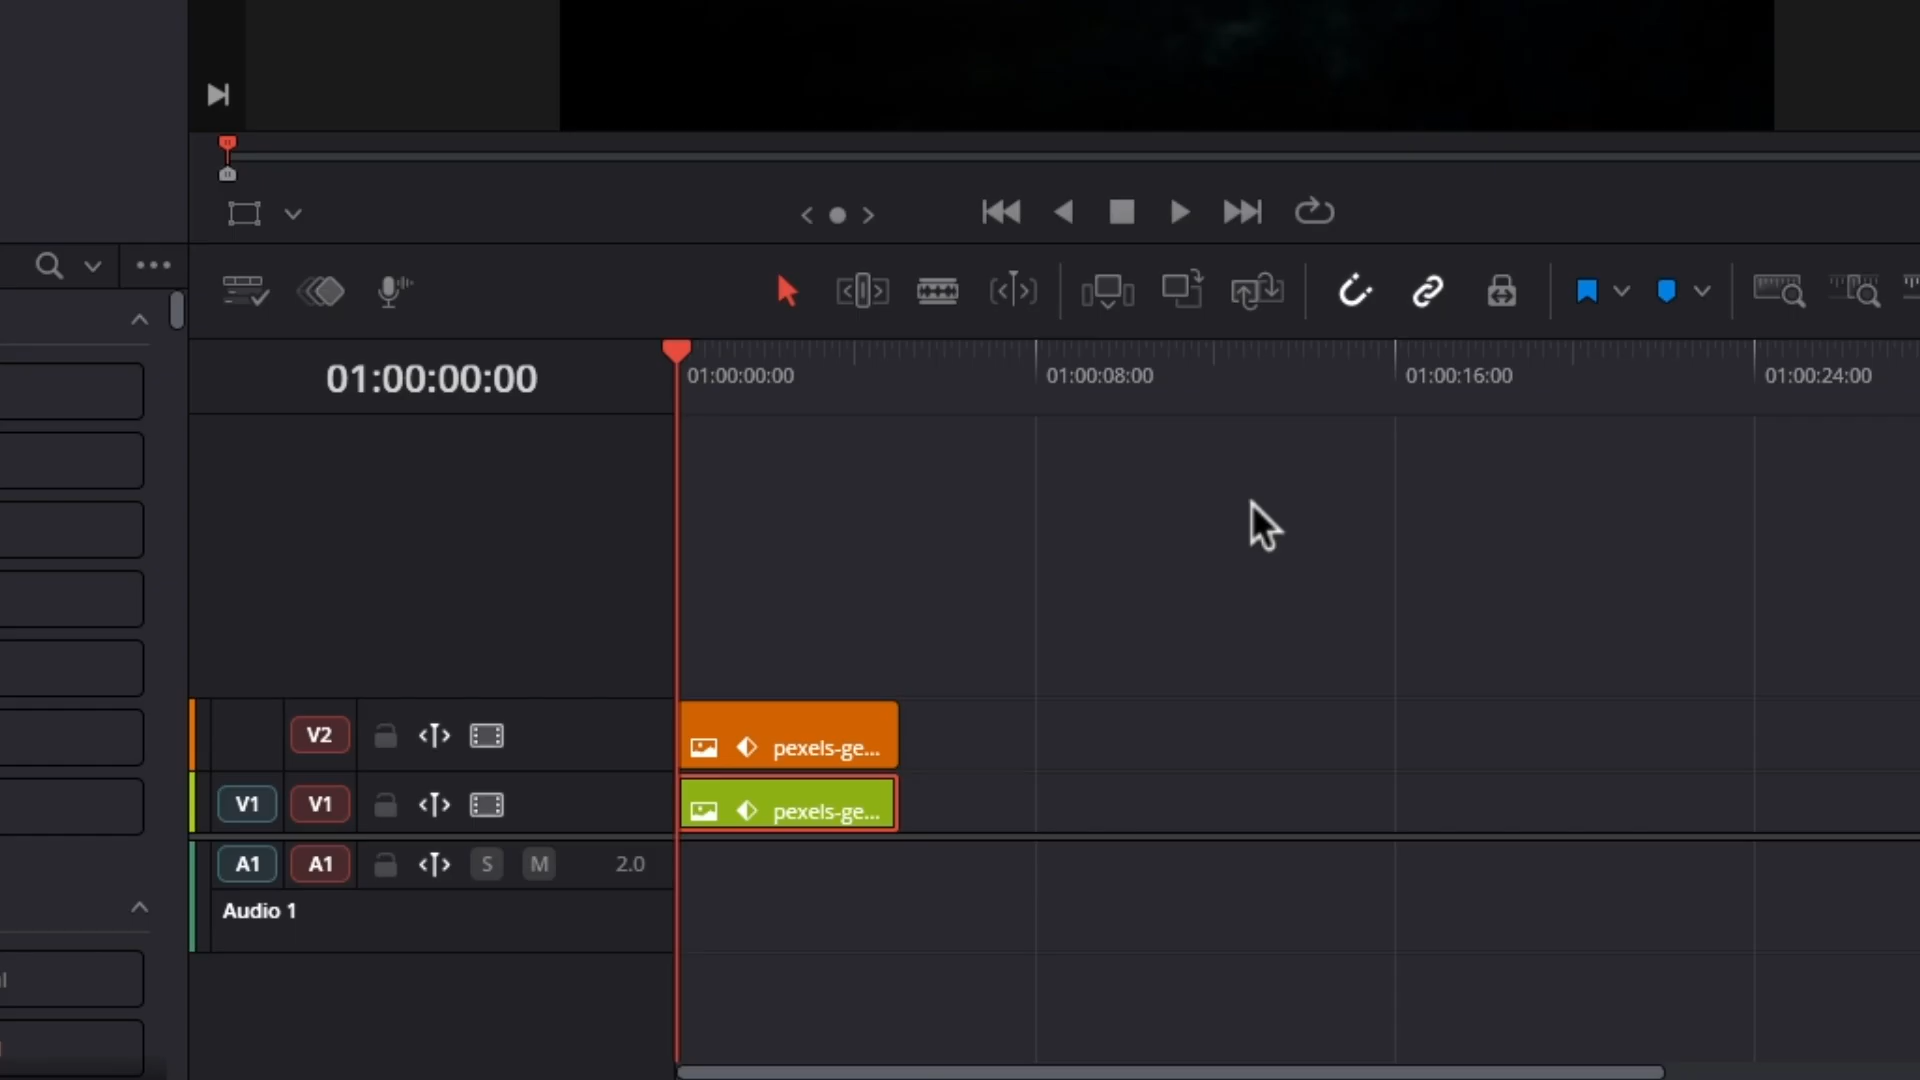 01:00:00:00
01:00:00:00 01:00:08:00 01:00:16:00 01:00:24:00
V2 pexels-ge...
V1 V1 pexels-ge...
A1 A1 S M 2.0
Audio 1